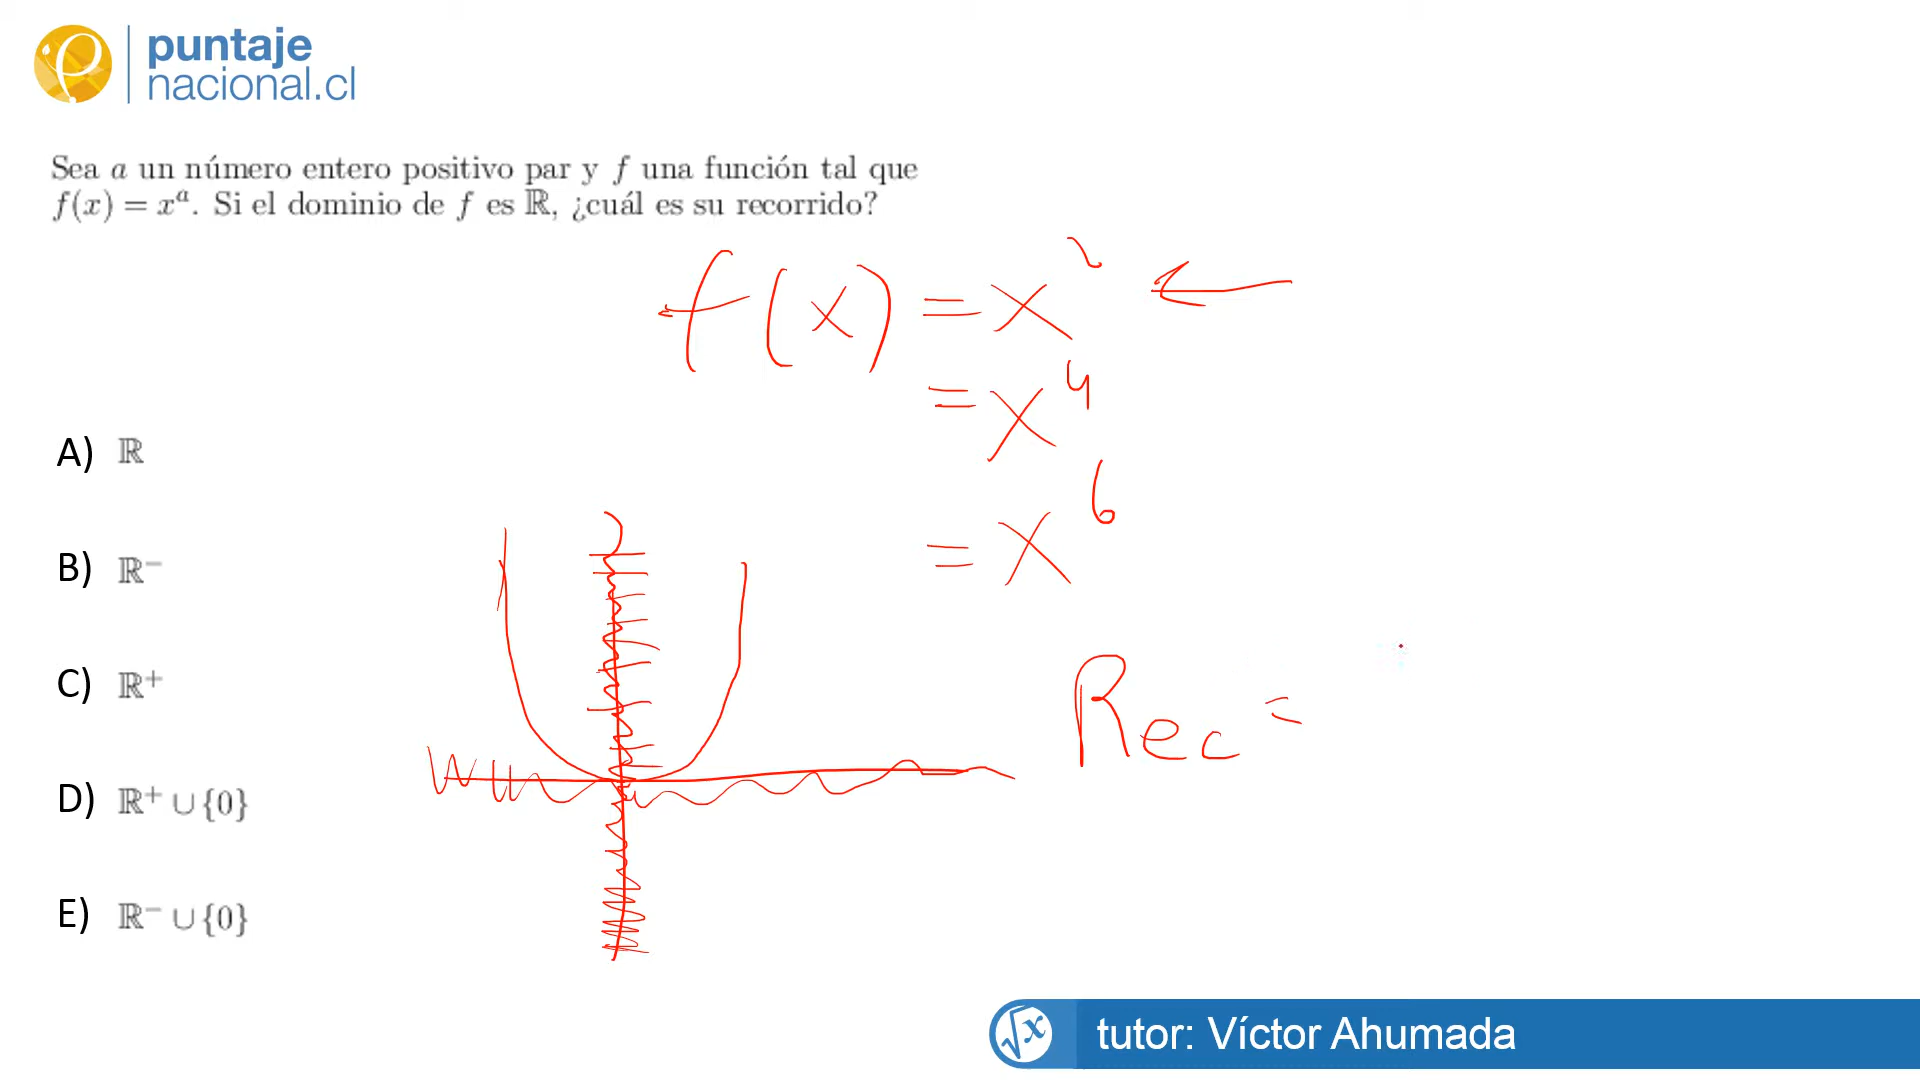 puntaje
nacional.cl
Sea a un número entero positivo par y f una función tal que
f(x) = xᵃ. Si el dominio de f es ℝ, ¿cuál es su recorrido?
f(x) = x²
= x⁴
= x⁶
A) ℝ
B) ℝ⁻
C) ℝ⁺
D) ℝ⁺ ∪ {0}
E) ℝ⁻ ∪ {0}
Rec =
√x
tutor: Víctor Ahumada